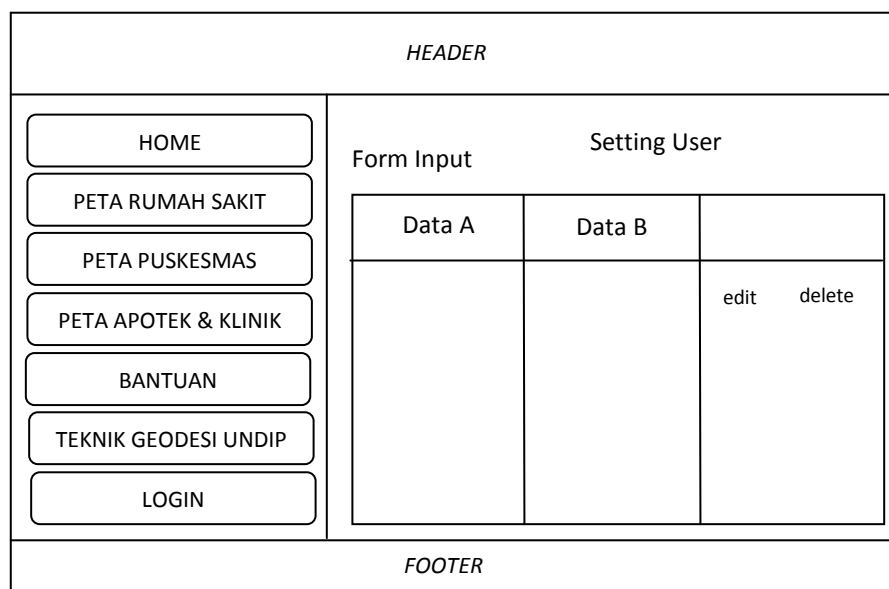 HEADER
HOME
PETA RUMAH SAKIT
PETA PUSKESMAS
PETA APOTEK & KLINIK
BANTUAN
TEKNIK GEODESI UNDIP
LOGIN
Setting User
Form Input
Data A
Data B
edit
delete
FOOTER